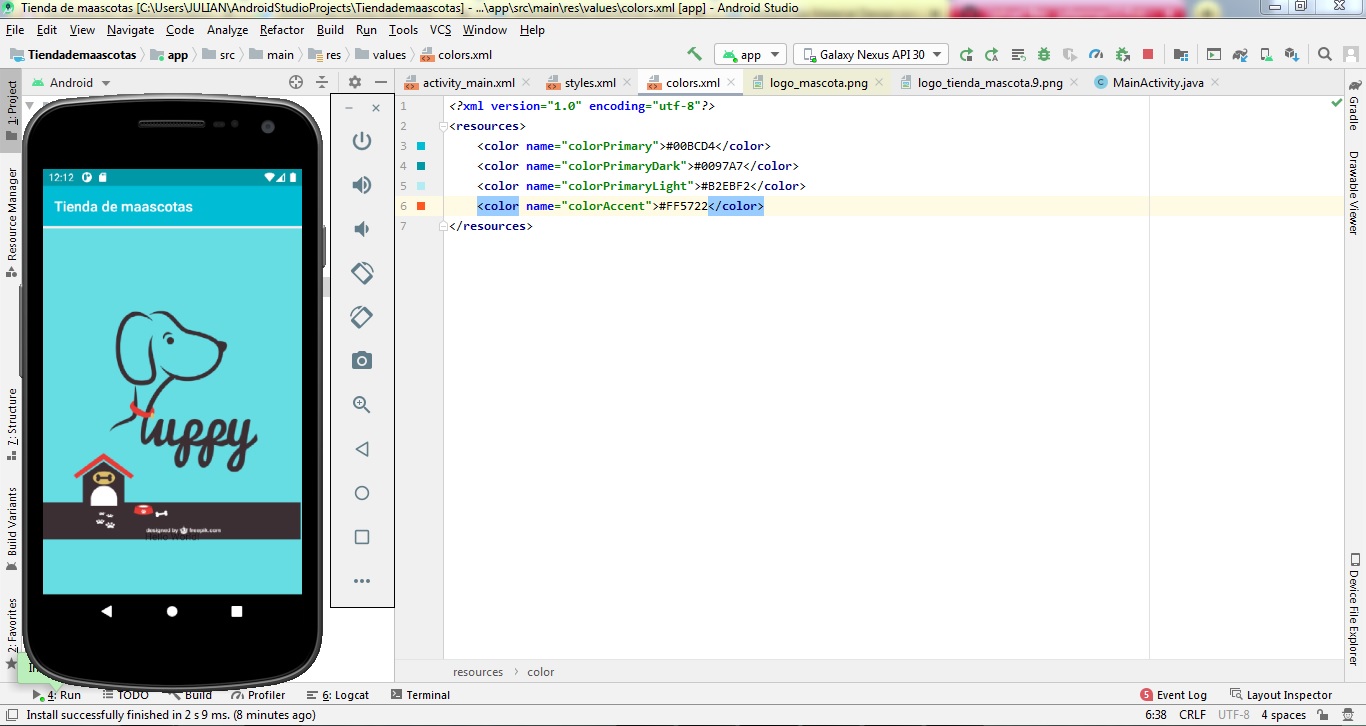 Tienda de maascotas [C:\Users\JULIAN\AndroidStudioProjects\Tiendademaascotas] - ...\app\src\main\res\values\colors.xml [app] - Android Studio
File Edit View Navigate Code Analyze Refactor Build Run Tools VCS Window Help
Tiendademaascotas app src main res values colors.xml app Galaxy Nexus API 30
1: Project
Resource Manager
7: Structure
Build Variants
2: Favorites
Android
activity_main.xml styles.xml colors.xml logo_mascota.png logo_tienda_mascota.9.png MainActivity.java
12:12
Tienda de maascotas
uppy
designed by freepik.com
Hello World!
1 <?xml version="1.0" encoding="utf-8"?>
2 <resources>
3 <color name="colorPrimary">#00BCD4</color>
4 <color name="colorPrimaryDark">#0097A7</color>
5 <color name="colorPrimaryLight">#B2EBF2</color>
6 <color name="colorAccent">#FF5722</color>
7 </resources>
Gradle
Drawable Viewer
Device File Explorer
resources color
4: Run TODO Build Profiler 6: Logcat Terminal 5 Event Log Layout Inspector
Install successfully finished in 2 s 9 ms. (8 minutes ago) 6:38 CRLF UTF-8 4 spaces